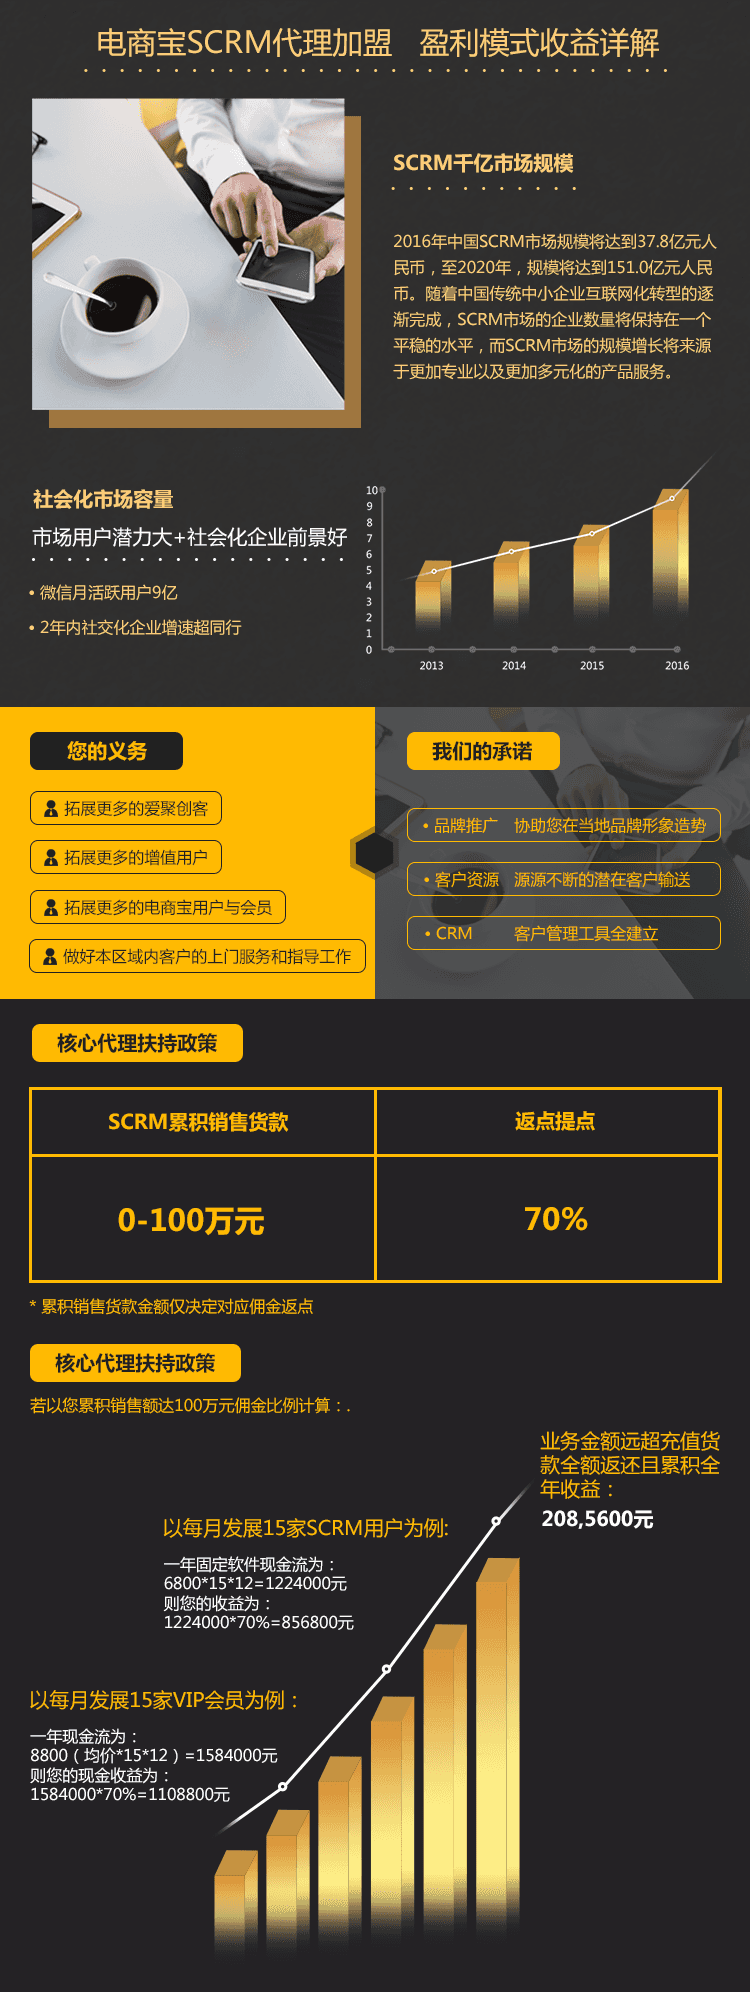 电商宝SCRM代理加盟 盈利模式收益详解
SCRM千亿市场规模
2016年中国SCRM市场规模将达到37.8亿元人
民币，至2020年，规模将达到151.0亿元人民
币。随着中国传统中小企业互联网化转型的逐
渐完成，SCRM市场的企业数量将保持在一个
平稳的水平，而SCRM市场的规模增长将来源
于更加专业以及更加多元化的产品服务。
社会化市场容量
市场用户潜力大+社会化企业前景好
• 微信月活跃用户9亿
• 2年内社交化企业增速超同行
10
9
8
7
6
5
4
3
2
1
0
2013 2014 2015 2016
您的义务
拓展更多的爱聚创客
拓展更多的增值用户
拓展更多的电商宝用户与会员
做好本区域内客户的上门服务和指导工作
我们的承诺
• 品牌推广 协助您在当地品牌形象造势
• 客户资源 源源不断的潜在客户输送
• CRM 客户管理工具全建立
核心代理扶持政策
SCRM累积销售货款 返点提点
0-100万元 70%
* 累积销售货款金额仅决定对应佣金返点
核心代理扶持政策
若以您累积销售额达100万元佣金比例计算：.
业务金额远超充值货
款全额返还且累积全
年收益：
208,5600元
以每月发展15家SCRM用户为例:
一年固定软件现金流为：
6800*15*12=1224000元
则您的收益为：
1224000*70%=856800元
以每月发展15家VIP会员为例：
一年现金流为：
8800（均价*15*12）=1584000元
则您的现金收益为：
1584000*70%=1108800元